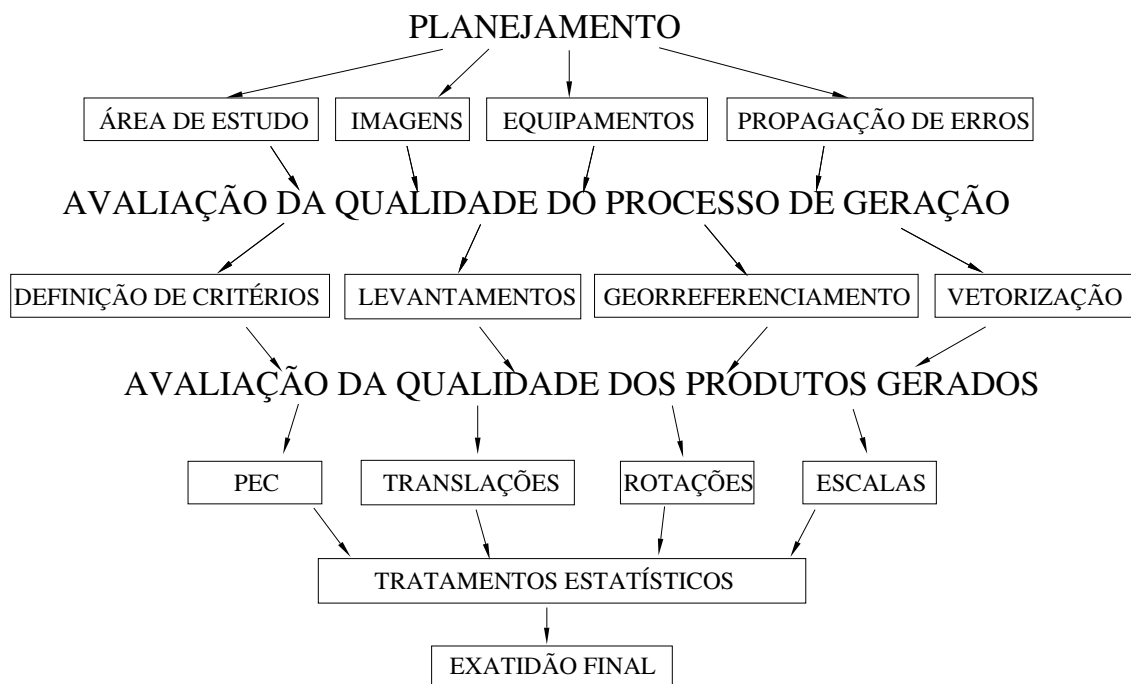 PLANEJAMENTO
ÁREA DE ESTUDO
IMAGENS
EQUIPAMENTOS
PROPAGAÇÃO DE ERROS
AVALIAÇÃO DA QUALIDADE DO PROCESSO DE GERAÇÃO
DEFINIÇÃO DE CRITÉRIOS
LEVANTAMENTOS
GEORREFERENCIAMENTO
VETORIZAÇÃO
AVALIAÇÃO DA QUALIDADE DOS PRODUTOS GERADOS
PEC
TRANSLAÇÕES
ROTAÇÕES
ESCALAS
TRATAMENTOS ESTATÍSTICOS
EXATIDÃO FINAL